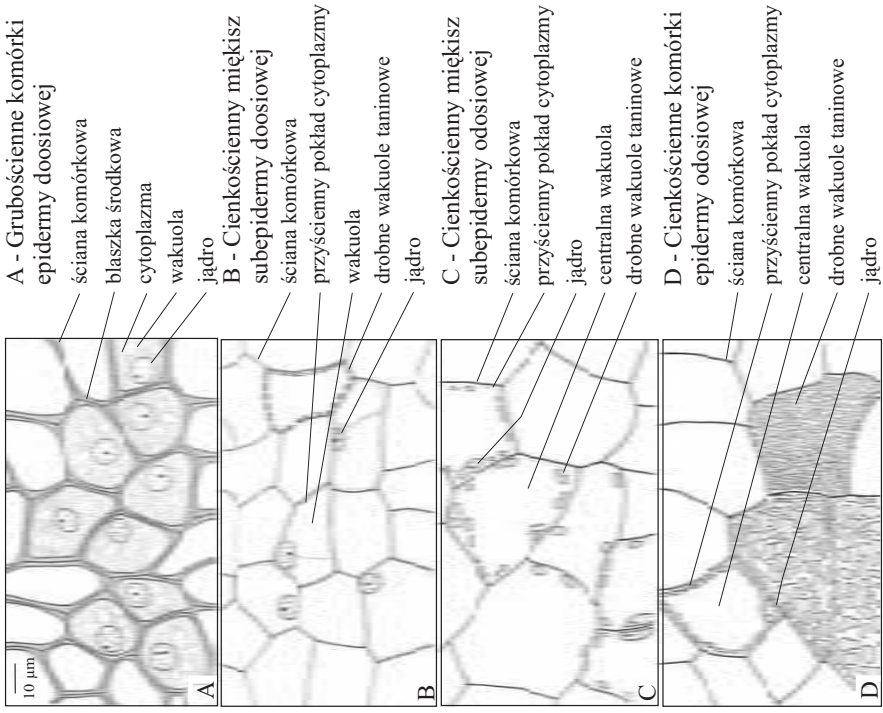 A - Grubościenne komórki
epidermy doosiowej
ściana komórkowa
blaszka środkowa
cytoplazma
wakuola
jądro
10 µm
A
B - Cienkościenny miękisz
subepidermy doosiowej
ściana komórkowa
przyścienny pokład cytoplazmy
wakuola
drobne wakuole taninowe
jądro
B
C - Cienkościenny miękisz
subepidermy odosiowej
ściana komórkowa
przyścienny pokład cytoplazmy
jądro
centralna wakuola
drobne wakuole taninowe
C
D - Cienkościenne komórki
epidermy odosiowej
ściana komórkowa
przyścienny pokład cytoplazmy
centralna wakuola
drobne wakuole taninowe
jądro
D